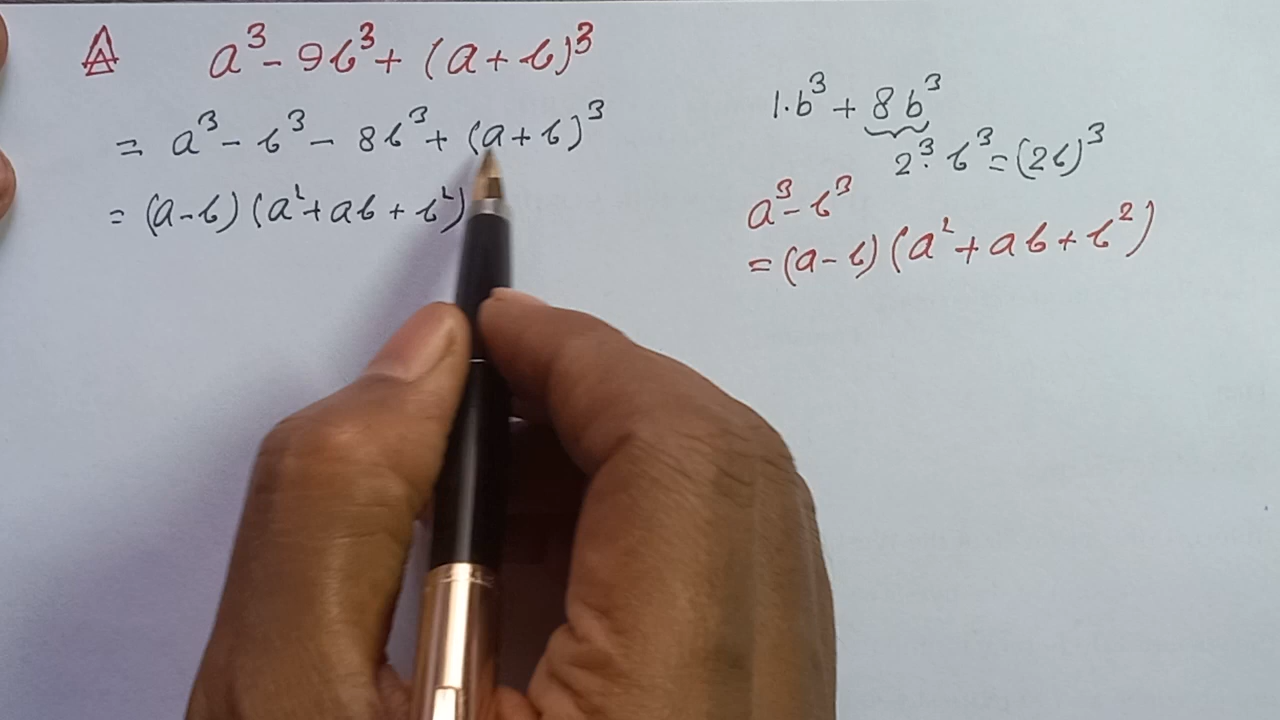 A a³ - 9b³ + (a + b)³
= a³ - b³ - 8b³ + (a + b)³
= (a - b) (a² + ab + b²)
1·b³ + 8b³
2³· b³ = (2b)³
a³ - b³
= (a - b) (a² + ab + b²)